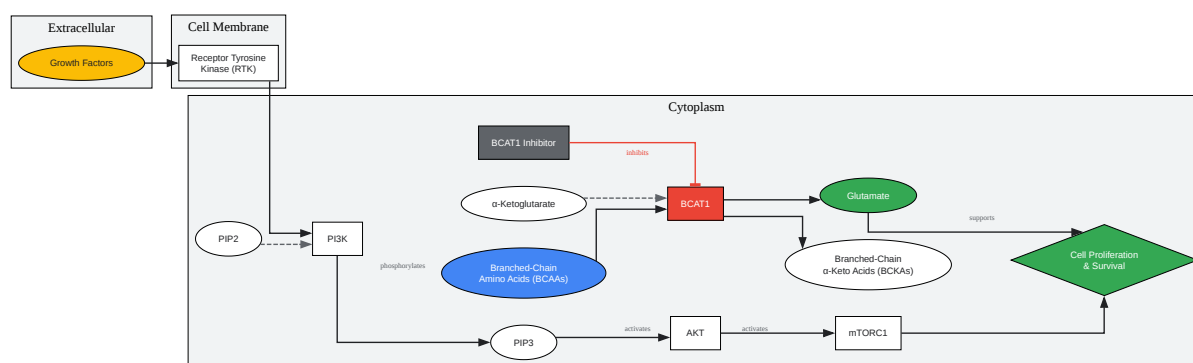 Extracellular
Cell Membrane
Growth Factors
Receptor Tyrosine
Kinase (RTK)
Cytoplasm
BCAT1 Inhibitor
inhibits
α-Ketoglutarate
BCAT1
Glutamate
supports
PIP2
PI3K
phosphorylates
Branched-Chain
Amino Acids (BCAAs)
Branched-Chain
α-Keto Acids (BCKAs)
Cell Proliferation
& Survival
PIP3
activates
AKT
activates
mTORC1